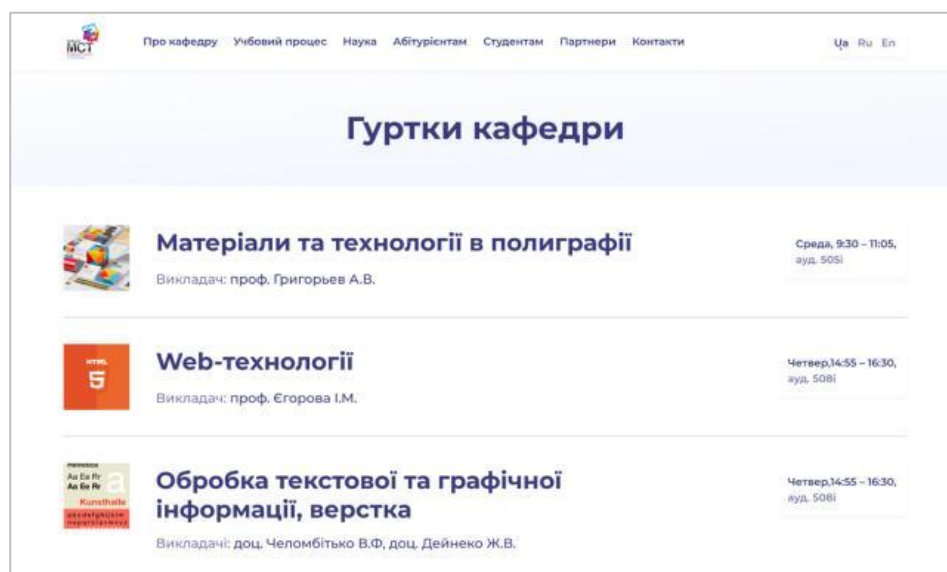 МСТ
Про кафедру Учбовий процес Наука Абітурієнтам Студентам Партнери Контакти
Ua Ru En
Гуртки кафедри
Матеріали та технології в полиграфії
Викладач: проф. Григорьев А.В.
Среда, 9:30 – 11:05,
ауд. 505і
HTML
5
Web-технології
Викладач: проф. Єгорова І.М.
Четвер,14:55 – 16:30,
ауд. 508і
Aa Ee Rr
Aa Ee Rr
a
Kunsthalle
Обробка текстової та графічної
інформації, верстка
Викладачі: доц. Челомбітько В.Ф, доц. Дейнеко Ж.В.
Четвер,14:55 – 16:30,
ауд. 508і